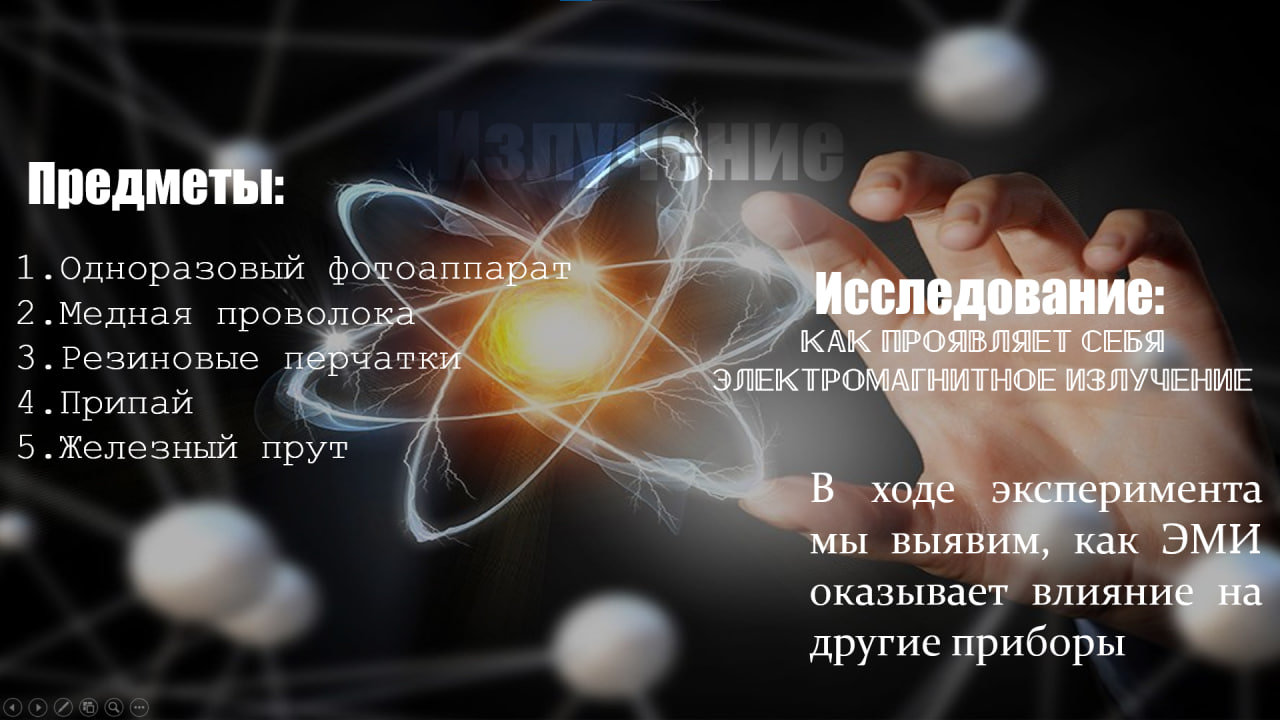 Излучение
Предметы:
1.Одноразовый фотоаппарат
2.Медная проволока
3.Резиновые перчатки
4.Припай
5.Железный прут
Исследование:
КАК ПРОЯВЛЯЕТ СЕБЯ
ЭЛЕКТРОМАГНИТНОЕ ИЗЛУЧЕНИЕ
В ходе эксперимента
мы выявим, как ЭМИ
оказывает влияние на
другие приборы